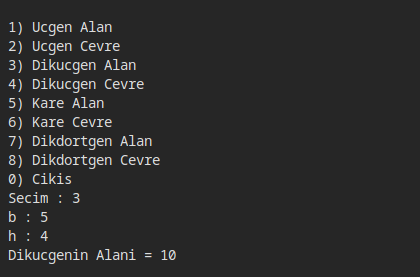 1) Ucgen Alan
2) Ucgen Cevre
3) Dikucgen Alan
4) Dikucgen Cevre
5) Kare Alan
6) Kare Cevre
7) Dikdortgen Alan
8) Dikdortgen Cevre
0) Cikis
Secim : 3
b : 5
h : 4
Dikucgenin Alani = 10